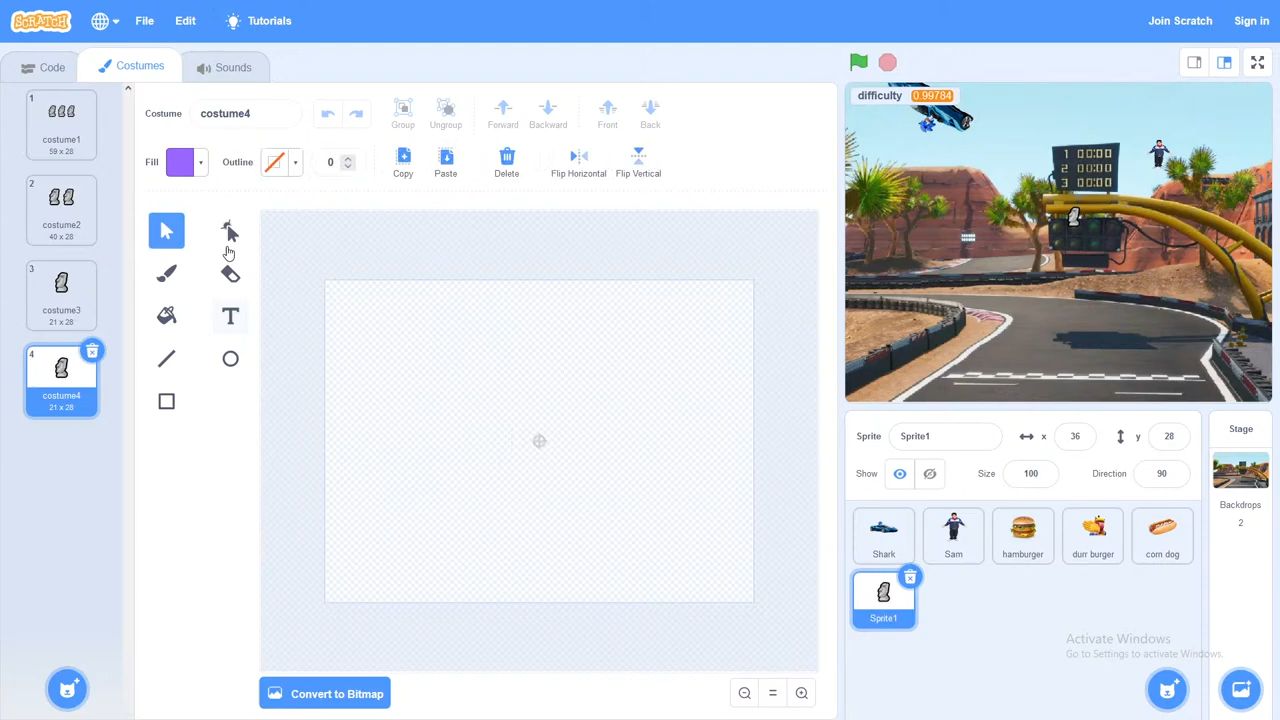 SCRATCH File Edit Tutorials Join Scratch Sign in
Code Costumes Sounds
1
costume1
59 x 28
2
costume2
40 x 28
3
costume3
21 x 28
4
costume4
21 x 28
Costume costume4 Group Ungroup Forward Backward Front Back
Fill Outline 0 Copy Paste Delete Flip Horizontal Flip Vertical
T
Convert to Bitmap
difficulty 0.99784
1 00:00
2 00:00
3 00:00
Sprite Sprite1 x 36 y 28
Show Size 100 Direction 90
Shark Sam hamburger durr burger corn dog
Sprite1
Stage
Backdrops
2
Activate Windows
Go to Settings to activate Windows.